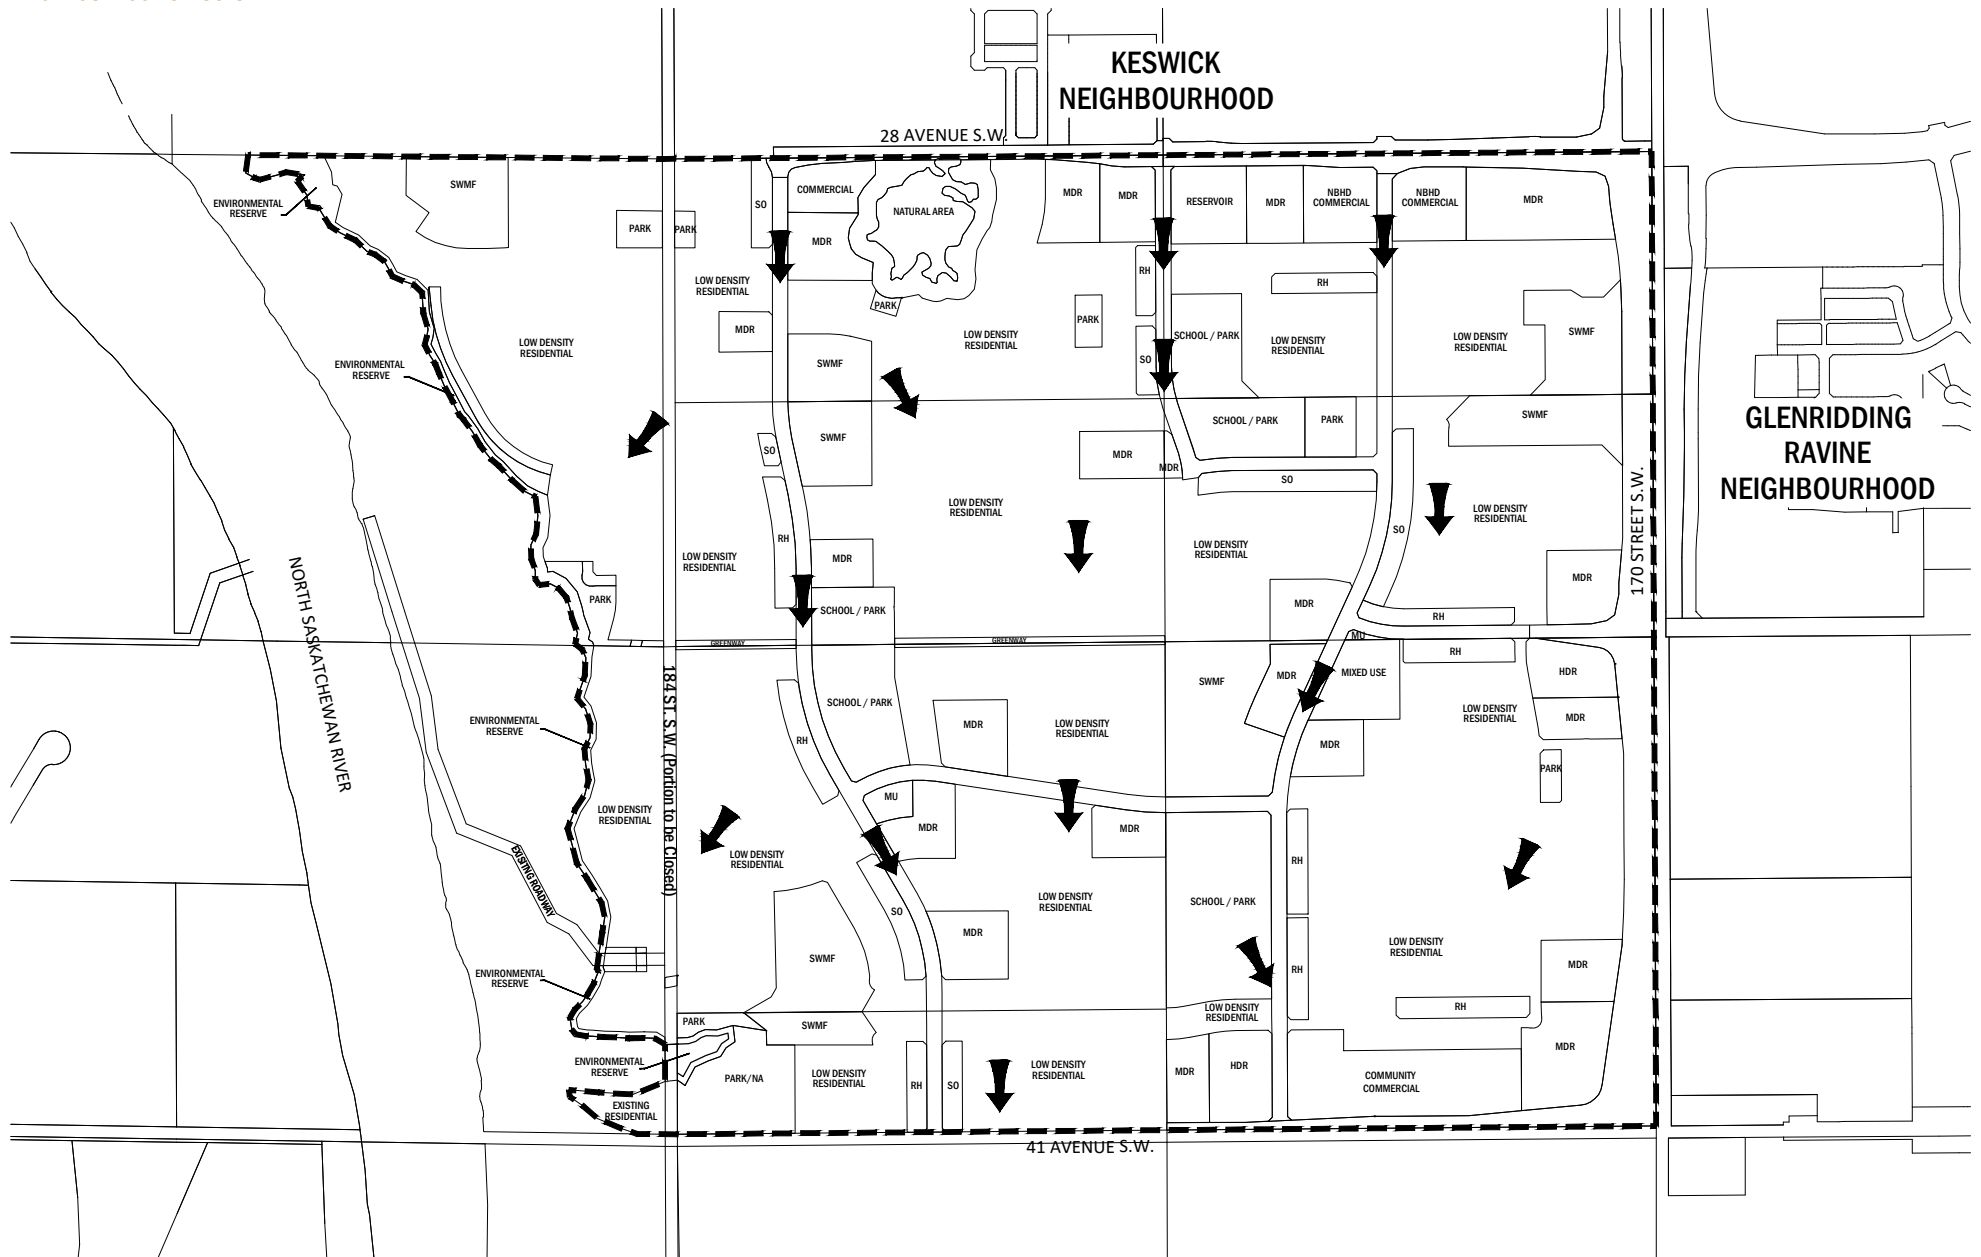 KESWICK
NEIGHBOURHOOD
28 AVENUE S.W.
ENVIRONMENTAL
RESERVE
SWMF
PARK
PARK
SO
COMMERCIAL
MDR
NATURAL AREA
PARK
MDR
MDR
RESERVOIR
MDR
NBHD
COMMERCIAL
NBHD
COMMERCIAL
MDR
LOW DENSITY
RESIDENTIAL
RH
RH
MDR
PARK
SCHOOL / PARK
SWMF
LOW DENSITY
RESIDENTIAL
LOW DENSITY
RESIDENTIAL
LOW DENSITY
RESIDENTIAL
LOW DENSITY
RESIDENTIAL
ENVIRONMENTAL
RESERVE
SWMF
SO
GLENRIDDING
RAVINE
NEIGHBOURHOOD
SO
SWMF
MDR
MDR
SCHOOL / PARK
PARK
SWMF
SO
LOW DENSITY
RESIDENTIAL
LOW DENSITY
RESIDENTIAL
170 STREET S.W.
SO
RH
LOW DENSITY
RESIDENTIAL
MDR
LOW DENSITY
RESIDENTIAL
MDR
NORTH SASKATCHEWAN RIVER
PARK
SCHOOL / PARK
MDR
RH
MU
GREENWAY
GREENWAY
RH
HDR
184 ST. S.W. (Portion to be Closed)
SWMF
MDR
MIXED USE
SCHOOL / PARK
MDR
LOW DENSITY
RESIDENTIAL
LOW DENSITY
RESIDENTIAL
MDR
ENVIRONMENTAL
RESERVE
RH
MDR
PARK
MU
LOW DENSITY
RESIDENTIAL
MDR
MDR
LOW DENSITY
RESIDENTIAL
RH
EXISTING ROADWAY
SO
LOW DENSITY
RESIDENTIAL
SCHOOL / PARK
MDR
LOW DENSITY
RESIDENTIAL
SWMF
RH
MDR
ENVIRONMENTAL
RESERVE
RH
LOW DENSITY
RESIDENTIAL
PARK
SWMF
MDR
ENVIRONMENTAL
RESERVE
PARK/NA
LOW DENSITY
RESIDENTIAL
RH
SO
LOW DENSITY
RESIDENTIAL
MDR
HDR
COMMUNITY
COMMERCIAL
EXISTING
RESIDENTIAL
41 AVENUE S.W.